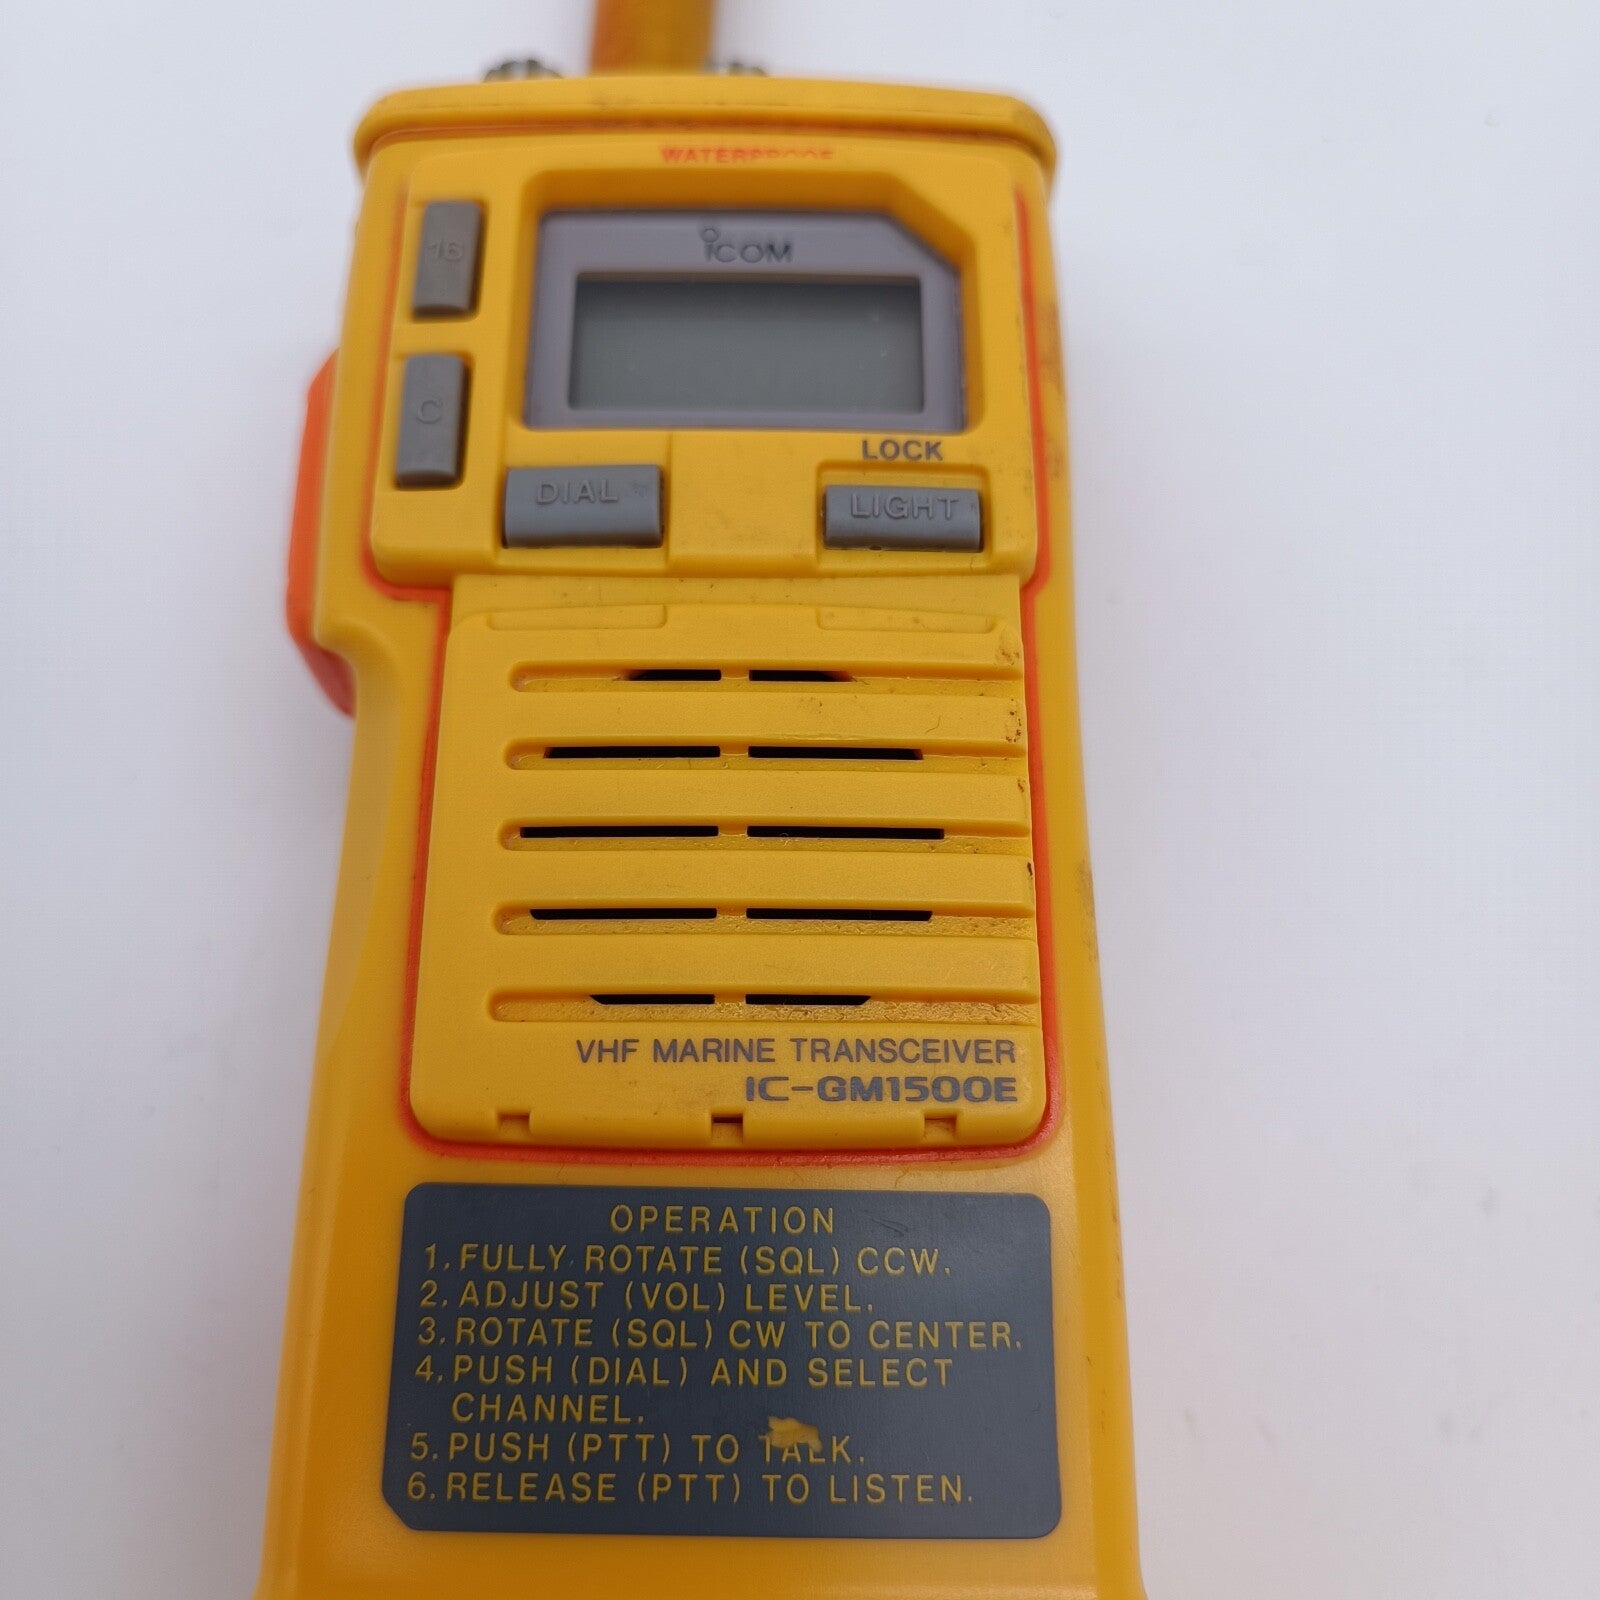 WATERPROOF
16
ICOM
C
LOCK
DIAL
LIGHT
VHF MARINE TRANSCEIVER
IC-GM1500E
OPERATION
1. FULLY ROTATE (SQL) CCW.
2. ADJUST (VOL) LEVEL.
3. ROTATE (SQL) CW TO CENTER.
4. PUSH (DIAL) AND SELECT
CHANNEL.
5. PUSH (PTT) TO TALK.
6. RELEASE (PTT) TO LISTEN.